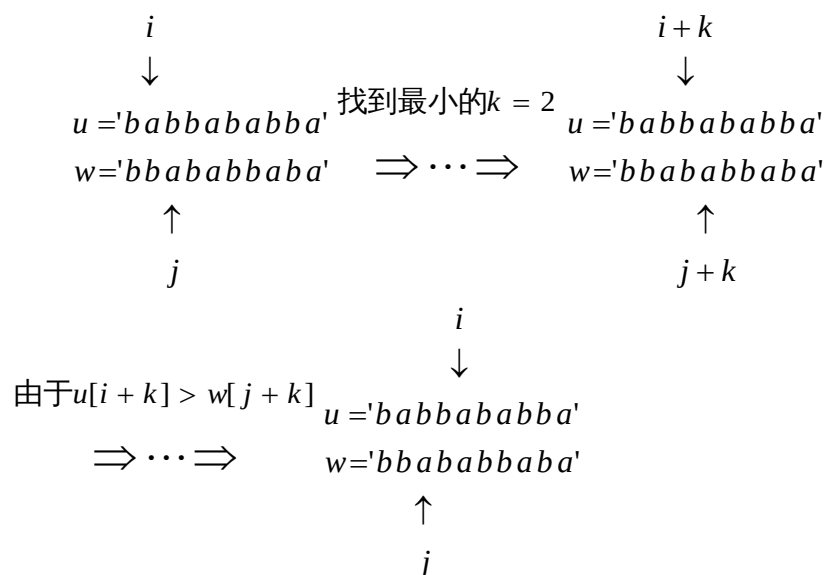 i
i + k
↓
↓
找到最小的k = 2
u ='babbababba'
u ='babbababba'
w='bbababbaba'
⇒ ⋯ ⇒
w='bbababbaba'
↑
↑
j
j + k
i
↓
由于u[i + k] > w[j + k]
u ='babbababba'
⇒ ⋯ ⇒
w='bbababbaba'
↑
j